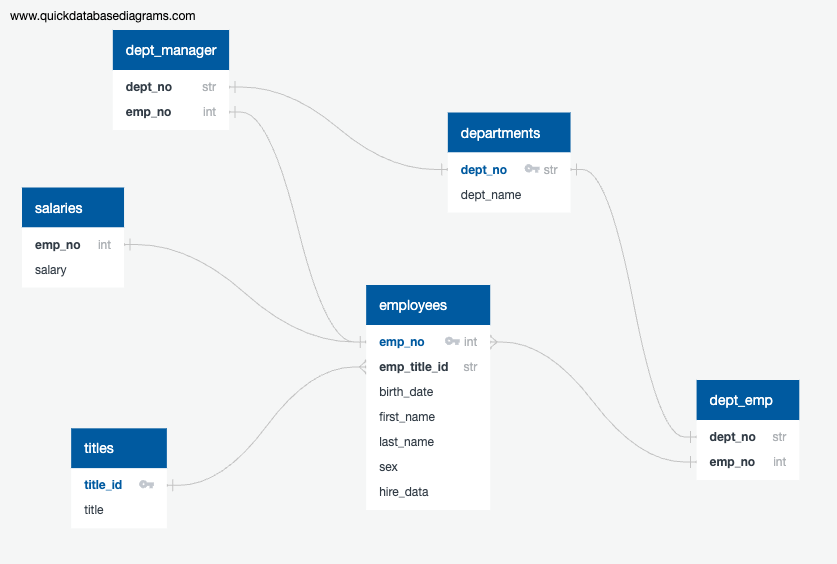 www.quickdatabasediagrams.com
dept_manager
dept_no str
emp_no int
departments
dept_no str
dept_name
salaries
emp_no int
salary
employees
emp_no int
emp_title_id str
birth_date
first_name
last_name
sex
hire_data
dept_emp
dept_no str
emp_no int
titles
title_id
title